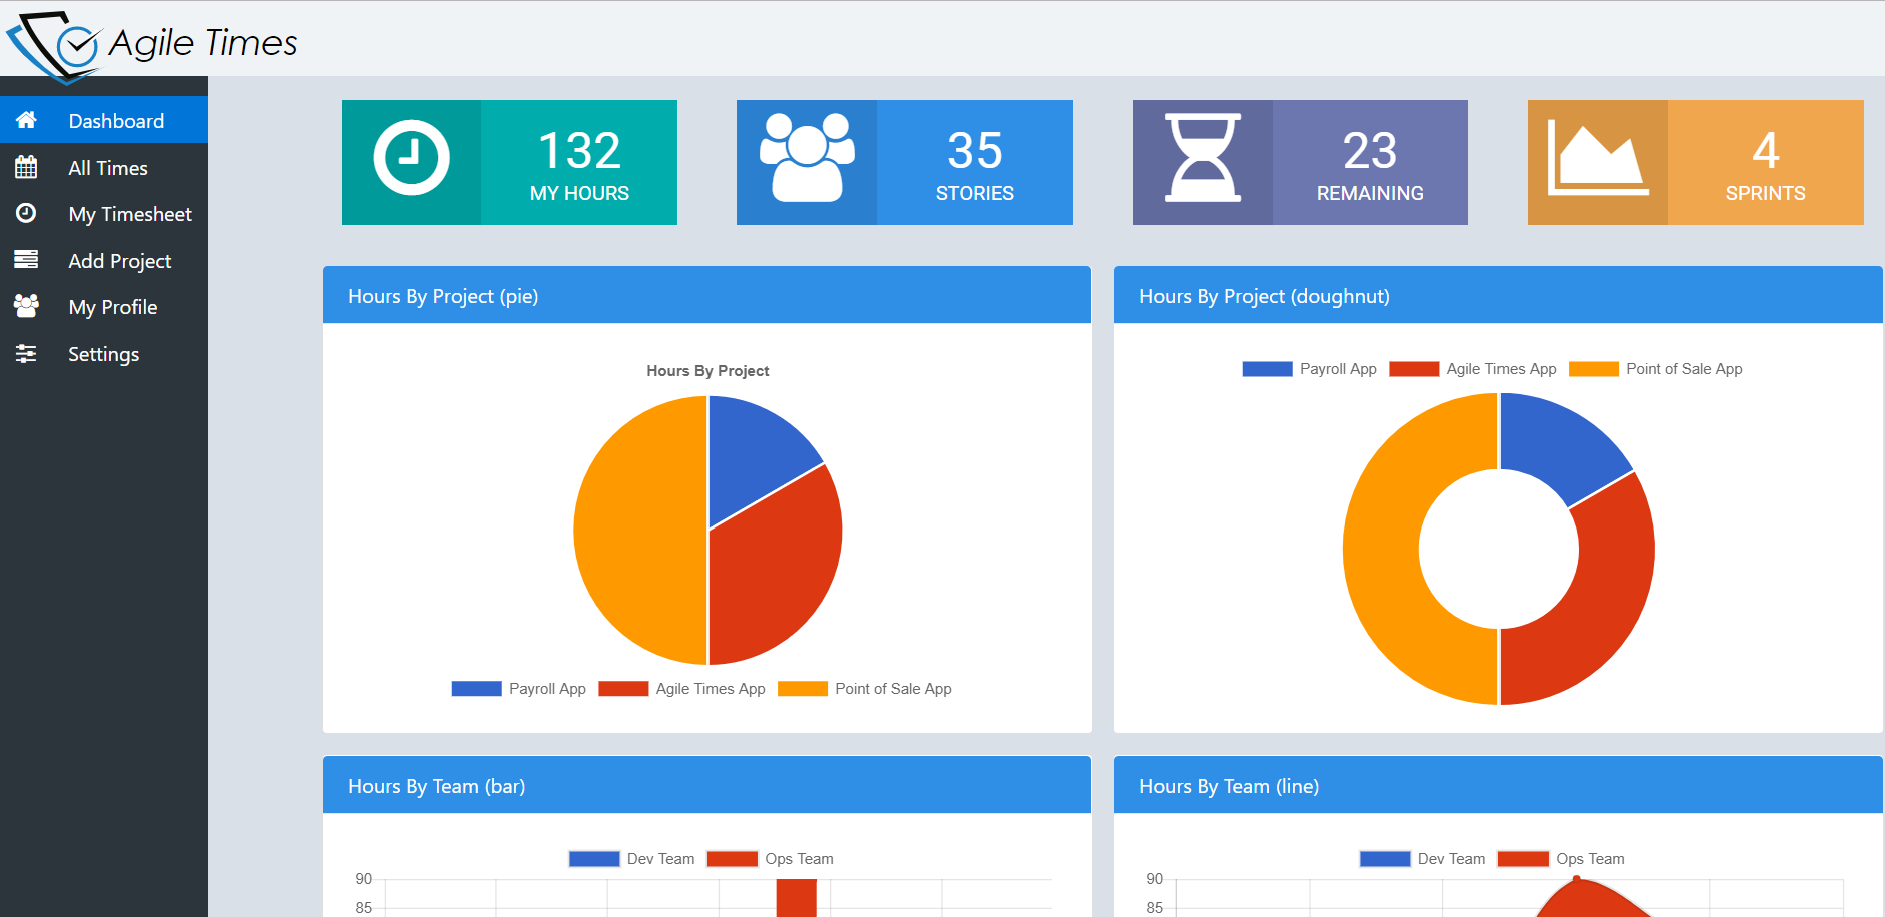 Agile Times
Dashboard
All Times
My Timesheet
Add Project
My Profile
Settings
132
MY HOURS
35
STORIES
23
REMAINING
4
SPRINTS
Hours By Project (pie)
Hours By Project
Payroll App Agile Times App Point of Sale App
Hours By Project (doughnut)
Payroll App Agile Times App Point of Sale App
Hours By Team (bar)
Dev Team Ops Team
90
85
Hours By Team (line)
Dev Team Ops Team
90
85